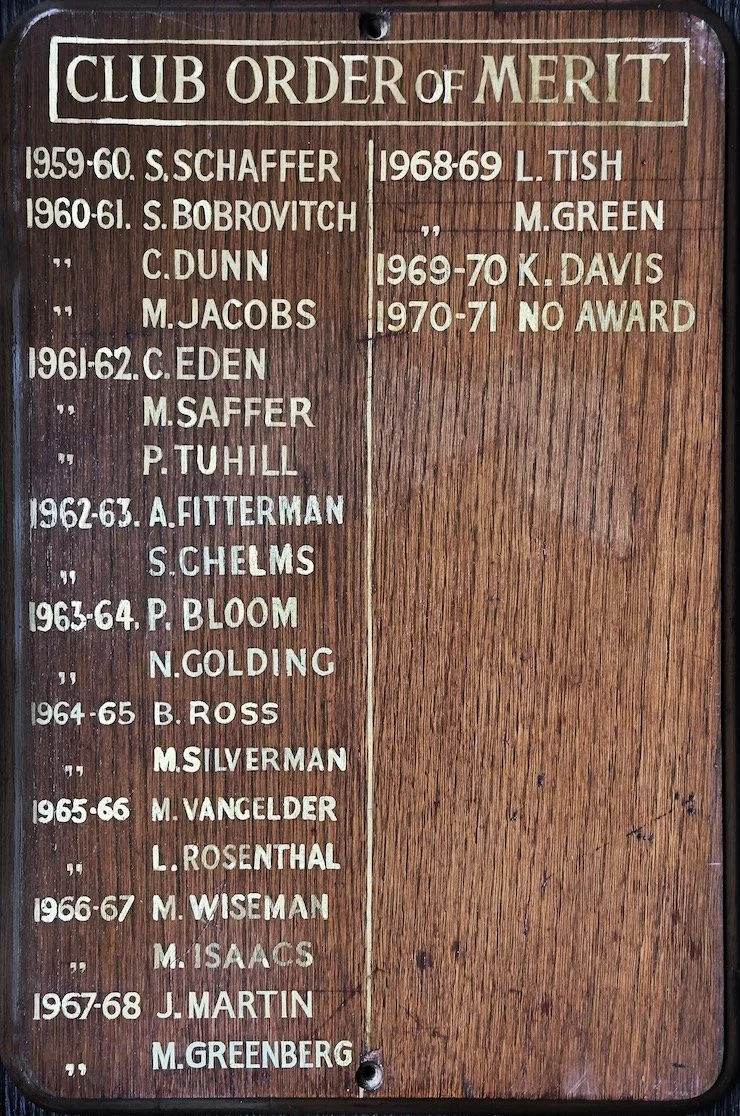 CLUB ORDER OF MERIT
1959-60. S. SCHAFFER
1960-61. S. BOBROVITCH
,, C. DUNN
,, M. JACOBS
1961-62. C. EDEN
,, M. SAFFER
,, P. TUHILL
1962-63. A. FITTERMAN
,, S. CHELMS
1963-64. P. BLOOM
,, N. GOLDING
1964-65 B. ROSS
,, M. SILVERMAN
1965-66 M. VANGELDER
,, L. ROSENTHAL
1966-67 M. WISEMAN
,, M. ISAACS
1967-68 J. MARTIN
,, M. GREENBERG
1968-69 L. TISH
,, M. GREEN
1969-70 K. DAVIS
1970-71 NO AWARD